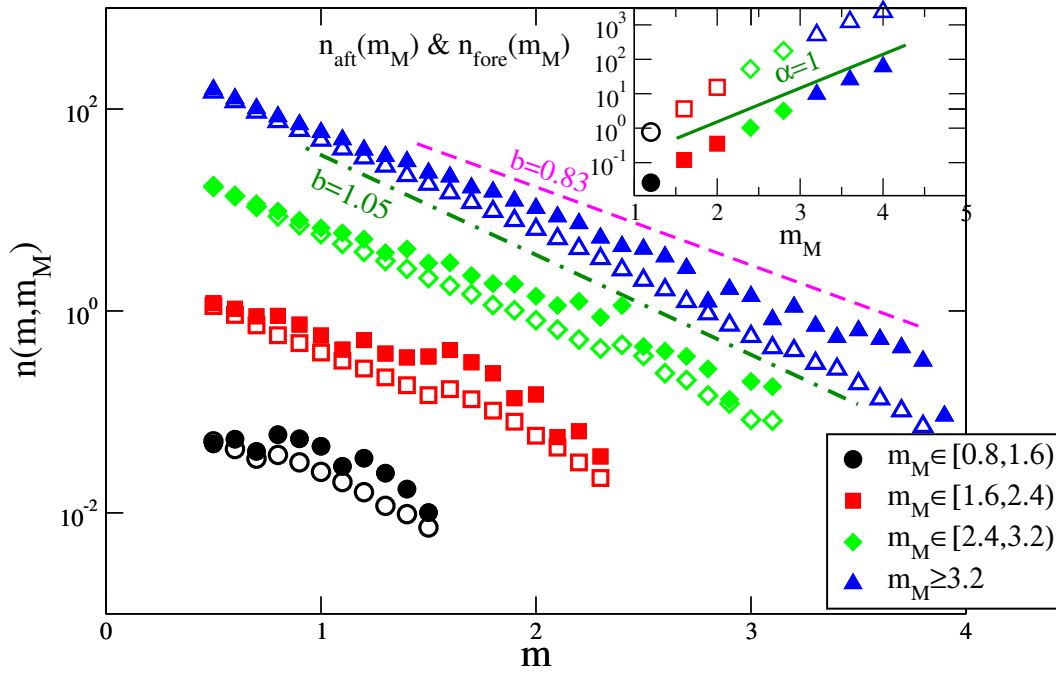 n_aft(m_M) & n_fore(m_M)
α=1
10^3
10^2
10^1
10^0
10^-1
1 2 3 4 5
m_M
b=0.83
b=1.05
n(m,m_M)
10^2
10^0
10^-2
0 1 2 3 4
m
m_M∈[0.8,1.6)
m_M∈[1.6,2.4)
m_M∈[2.4,3.2)
m_M≥3.2